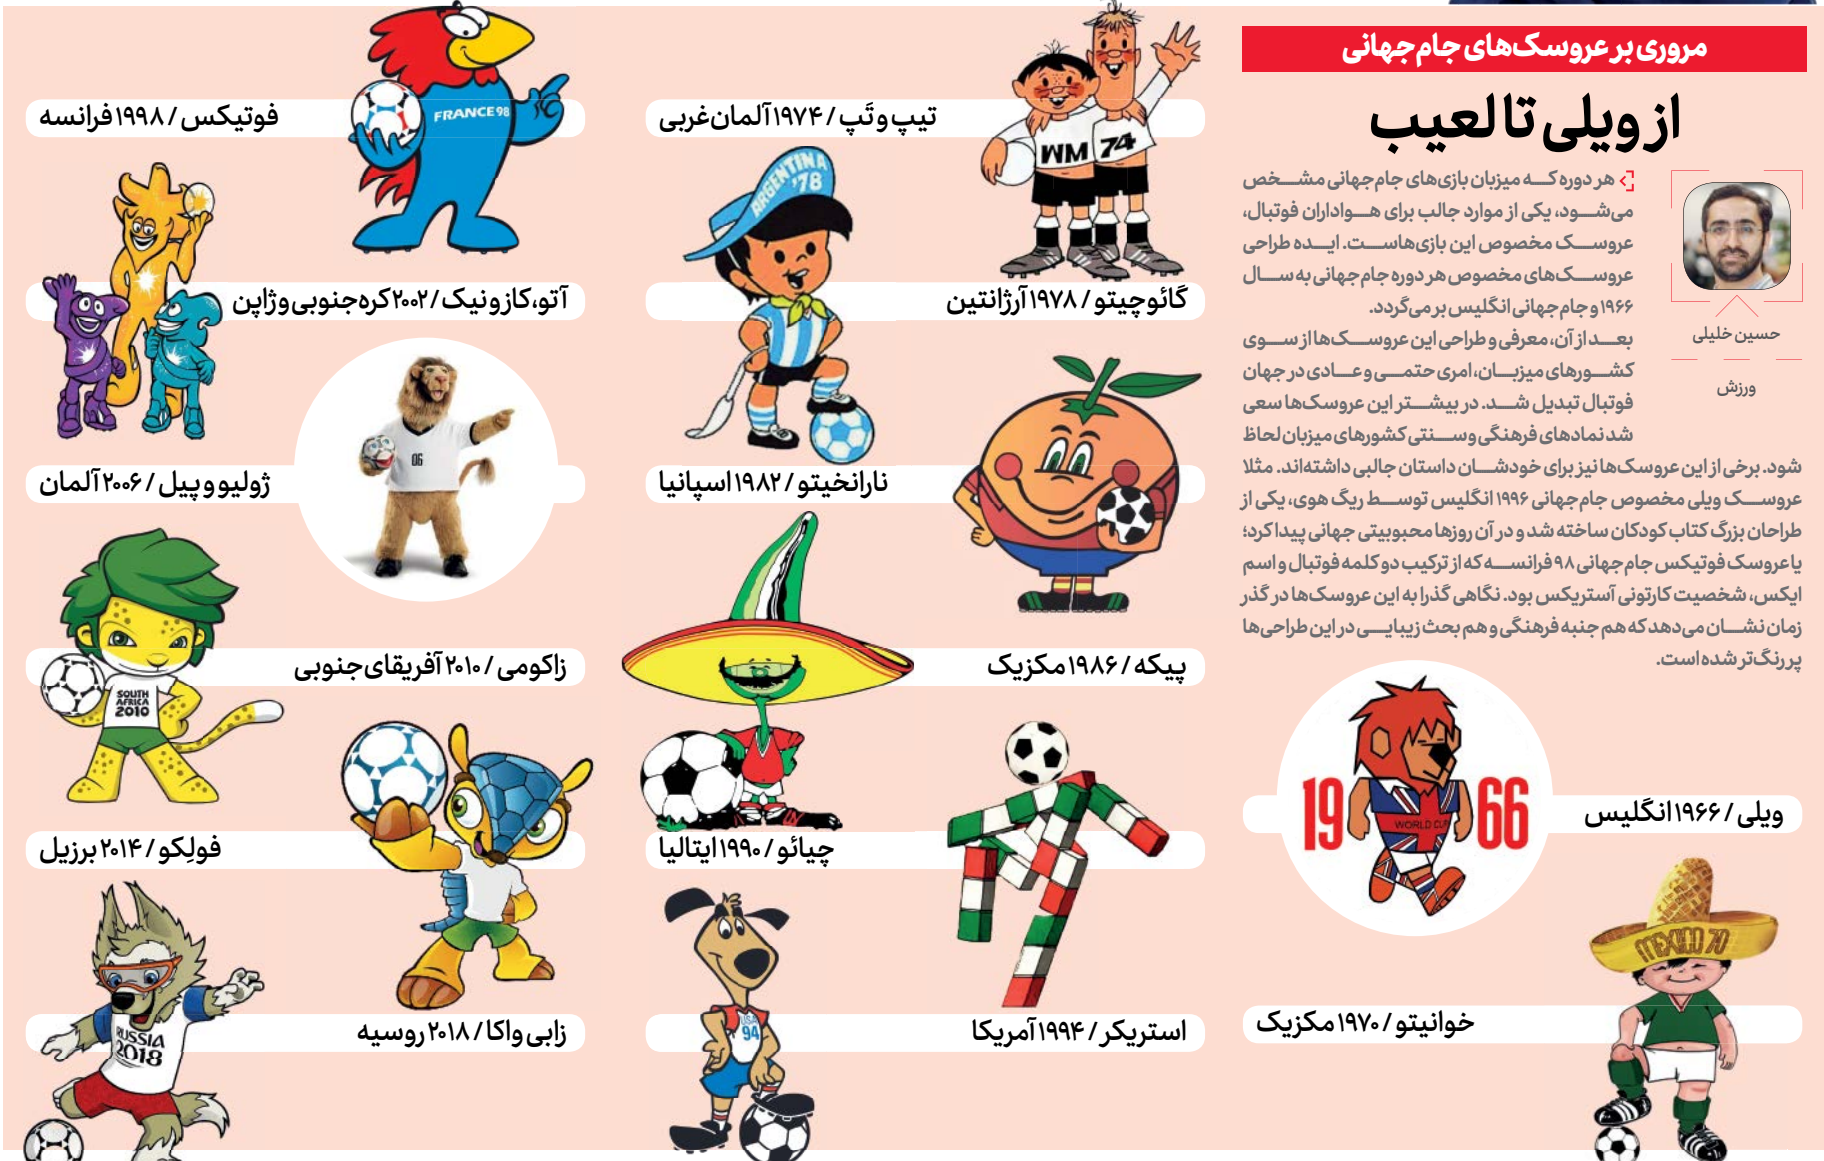 مروری بر عروسک‌های جام‌جهانی
از ویلی تا لعیب
هر دوره که میزبان بازی‌های جام‌جهانی مشخص
می‌شود، یکی از موارد جالب برای هواداران فوتبال،
عروسک مخصوص این بازی‌هاست. ایده طراحی
عروسک‌های مخصوص هر دوره جام‌جهانی به سال
۱۹۶۶ و جام جهانی انگلیس بر می‌گردد.
بعد از آن، معرفی و طراحی این عروسک‌ها از سوی
کشورهای میزبان، امری حتمی و عادی در جهان
فوتبال تبدیل شد. در بیشتر این عروسک‌ها سعی
شد نمادهای فرهنگی و سنتی کشورهای میزبان لحاظ
شود. برخی از این عروسک‌ها نیز برای خودشان داستان جالبی داشته‌اند. مثلا
عروسک ویلی مخصوص جام‌جهانی ۱۹۹۶ انگلیس توسط ریگ هوی، یکی از
طراحان بزرگ کتاب کودکان ساخته شد و در آن روزها محبوبیتی جهانی پیدا کرد؛
یا عروسک فوتیکس جام‌جهانی ۹۸ فرانسه که از ترکیب دو کلمه فوتبال و اسم
ایکس، شخصیت کارتونی آستریکس بود. نگاهی گذرا به این عروسک‌ها در گذر
زمان نشان می‌دهد که هم جنبه فرهنگی و هم بحث زیبایی در این طراحی‌ها
پررنگ‌تر شده است.
حسین خلیلی
ورزش
ویلی / ۱۹۶۶ انگلیس
19 66
WORLD CUP
خوانیتو / ۱۹۷۰ مکزیک
MEXICO 70
تیپ و تَپ / ۱۹۷۴ آلمان‌غربی
WM 74
گائوچیتو / ۱۹۷۸ آرژانتین
ARGENTINA
'78
نارانخیتو / ۱۹۸۲ اسپانیا
پیکه / ۱۹۸۶ مکزیک
چیائو / ۱۹۹۰ ایتالیا
استریکر / ۱۹۹۴ آمریکا
USA
94
فوتیکس / ۱۹۹۸ فرانسه
FRANCE 98
آتو، کاز و نیک / ۲۰۰۲ کره‌جنوبی و ژاپن
ژولیو و پیل / ۲۰۰۶ آلمان
06
زاکومی / ۲۰۱۰ آفریقای جنوبی
SOUTH
AFRICA
2010
فولِکو / ۲۰۱۴ برزیل
زابی واکا / ۲۰۱۸ روسیه
RUSSIA
2018